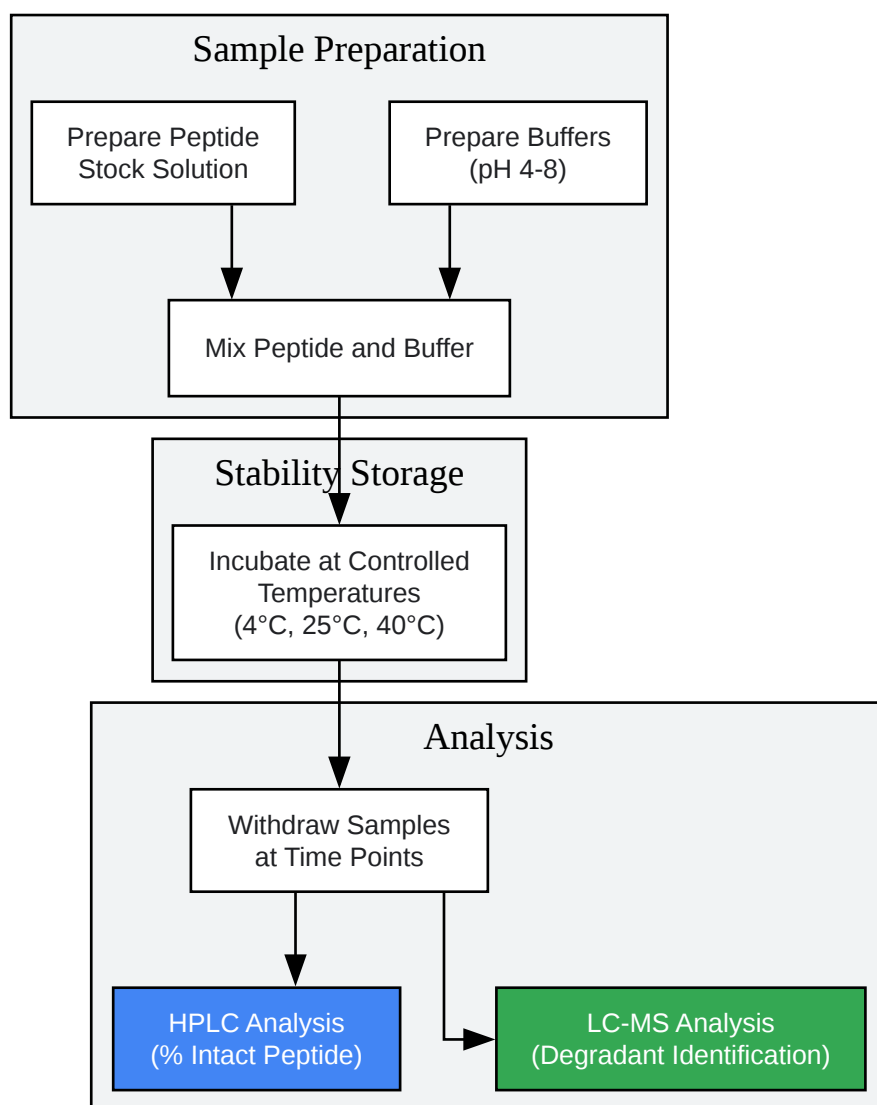 Sample Preparation
Prepare Peptide
Stock Solution
Prepare Buffers
(pH 4-8)
Mix Peptide and Buffer
Stability Storage
Incubate at Controlled
Temperatures
(4°C, 25°C, 40°C)
Analysis
Withdraw Samples
at Time Points
HPLC Analysis
(% Intact Peptide)
LC-MS Analysis
(Degradant Identification)